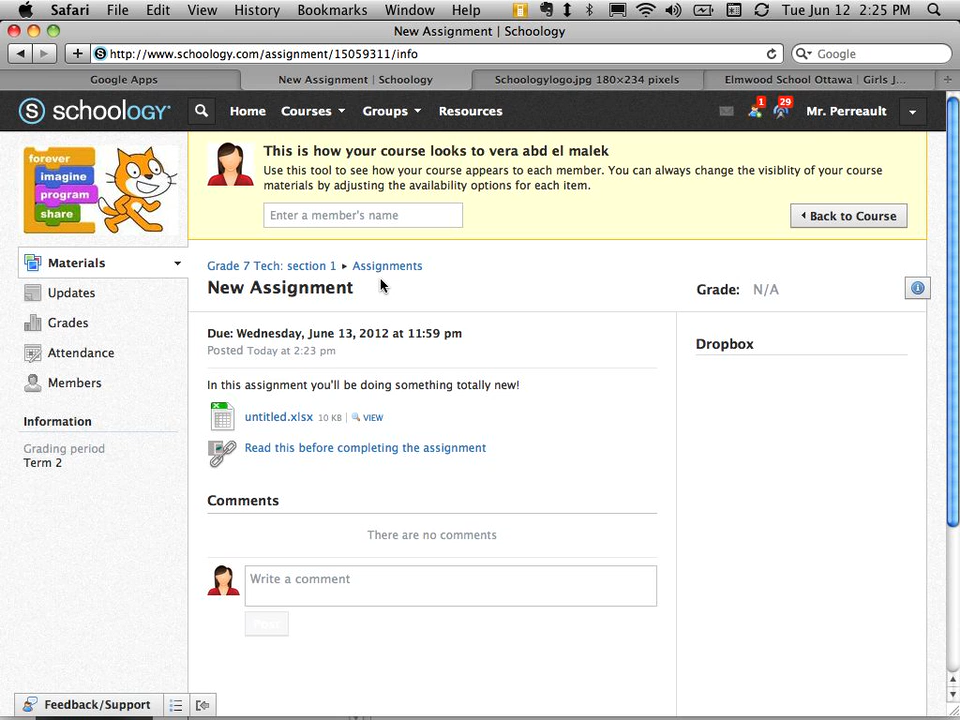 Safari File Edit View History Bookmarks Window Help Tue Jun 12 2:25 PM
New Assignment | Schoology
http://www.schoology.com/assignment/15059311/info
Google
Google Apps
New Assignment | Schoology
Schoologylogo.jpg 180×234 pixels
Elmwood School Ottawa | Girls J...
S schoology Home Courses Groups Resources 1 29 Mr. Perreault
forever
imagine
program
share
This is how your course looks to vera abd el malek
Use this tool to see how your course appears to each member. You can always change the visiblity of your course
materials by adjusting the availability options for each item.
Enter a member's name
Back to Course
Materials
Updates
Grades
Attendance
Members
Information
Grading period
Term 2
Grade 7 Tech: section 1 ▸ Assignments
New Assignment
Grade: N/A
Due: Wednesday, June 13, 2012 at 11:59 pm
Posted Today at 2:23 pm
In this assignment you'll be doing something totally new!
untitled.xlsx 10 KB | VIEW
Read this before completing the assignment
Dropbox
Comments
There are no comments
Write a comment
Post
Feedback/Support